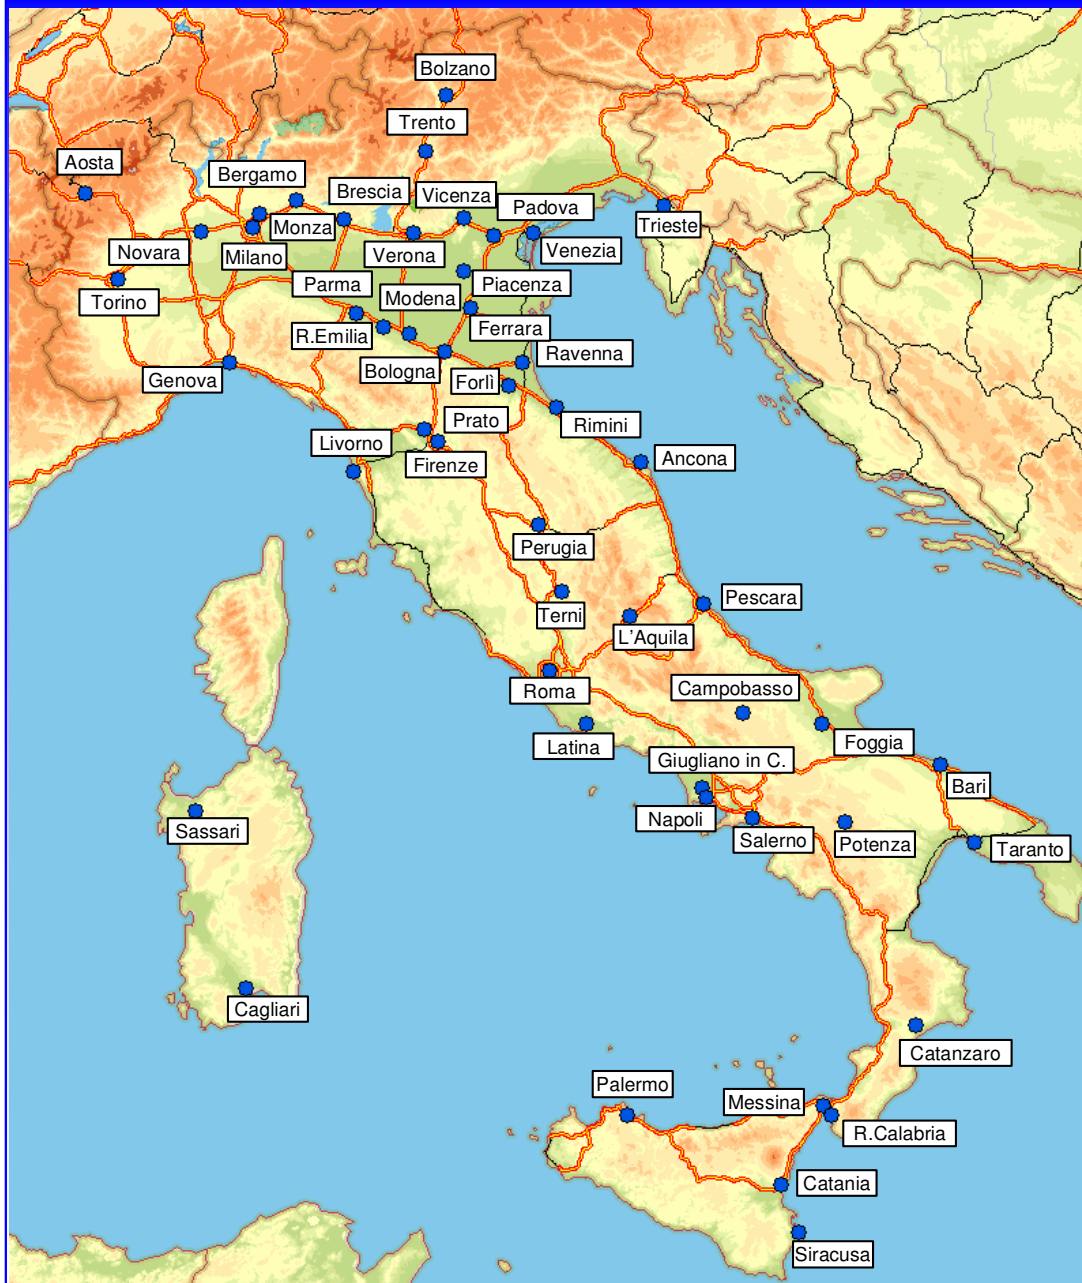 Bolzano
Trento
Aosta
Bergamo
Brescia
Vicenza
Padova
Trieste
Novara
Milano
Monza
Verona
Venezia
Torino
Parma
Modena
Piacenza
R.Emilia
Ferrara
Genova
Bologna
Ravenna
Forlì
Prato
Rimini
Livorno
Firenze
Ancona
Perugia
Pescara
Terni
L'Aquila
Roma
Campobasso
Latina
Foggia
Giugliano in C.
Bari
Napoli
Sassari
Salerno
Potenza
Taranto
Cagliari
Catanzaro
Palermo
Messina
R.Calabria
Catania
Siracusa